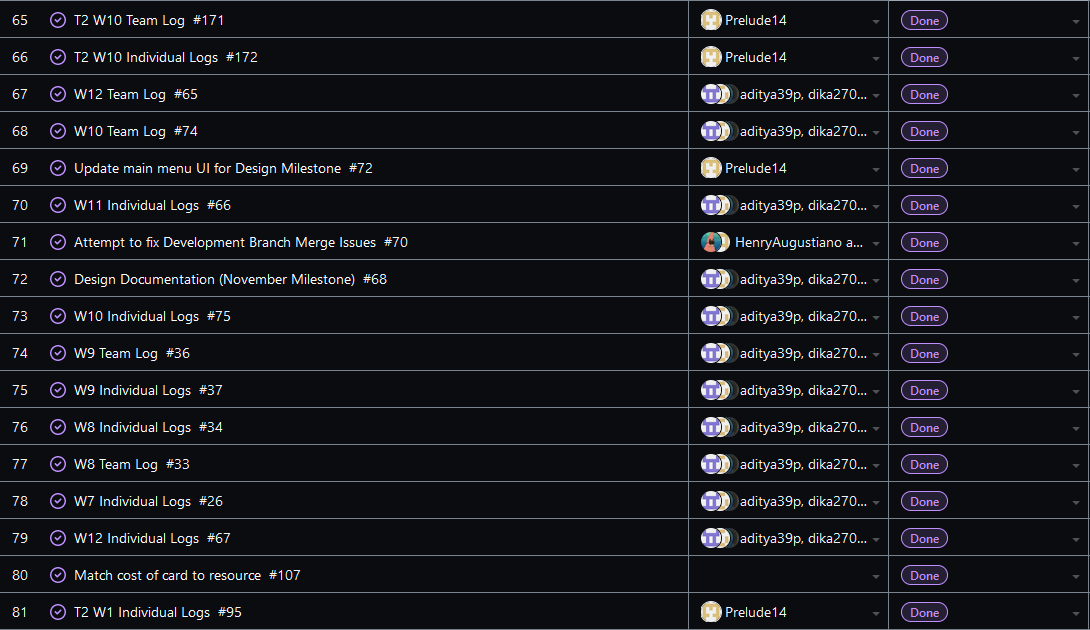 65 T2 W10 Team Log #171 Prelude14 Done
66 T2 W10 Individual Logs #172 Prelude14 Done
67 W12 Team Log #65 aditya39p, dika270... Done
68 W10 Team Log #74 aditya39p, dika270... Done
69 Update main menu UI for Design Milestone #72 Prelude14 Done
70 W11 Individual Logs #66 aditya39p, dika270... Done
71 Attempt to fix Development Branch Merge Issues #70 HenryAugustiano a... Done
72 Design Documentation (November Milestone) #68 aditya39p, dika270... Done
73 W10 Individual Logs #75 aditya39p, dika270... Done
74 W9 Team Log #36 aditya39p, dika270... Done
75 W9 Individual Logs #37 aditya39p, dika270... Done
76 W8 Individual Logs #34 aditya39p, dika270... Done
77 W8 Team Log #33 aditya39p, dika270... Done
78 W7 Individual Logs #26 aditya39p, dika270... Done
79 W12 Individual Logs #67 aditya39p, dika270... Done
80 Match cost of card to resource #107 Done
81 T2 W1 Individual Logs #95 Prelude14 Done